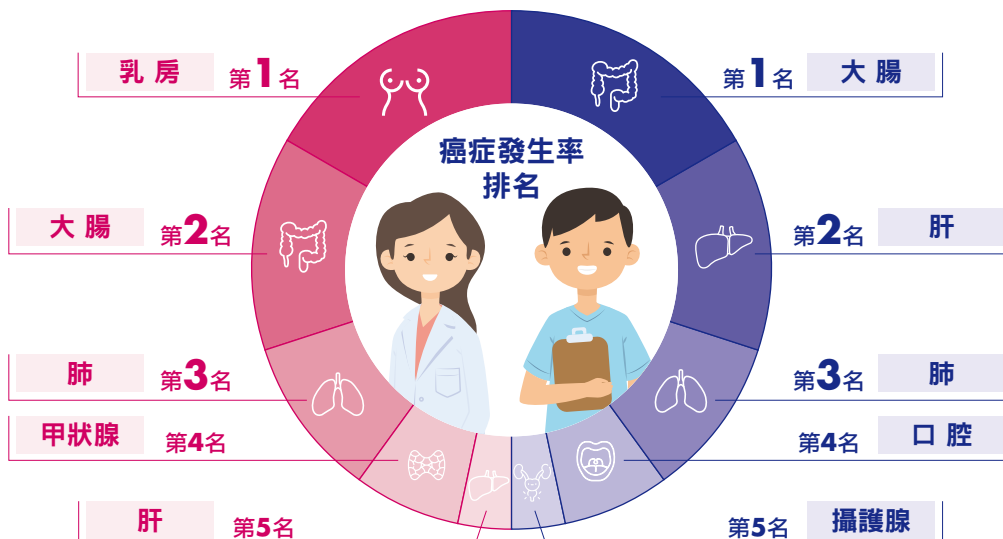 癌症發生率
排名
乳房 第1名
大腸 第2名
肺 第3名
甲狀腺 第4名
肝 第5名
第1名 大腸
第2名 肝
第3名 肺
第4名 口腔
第5名 攝護腺